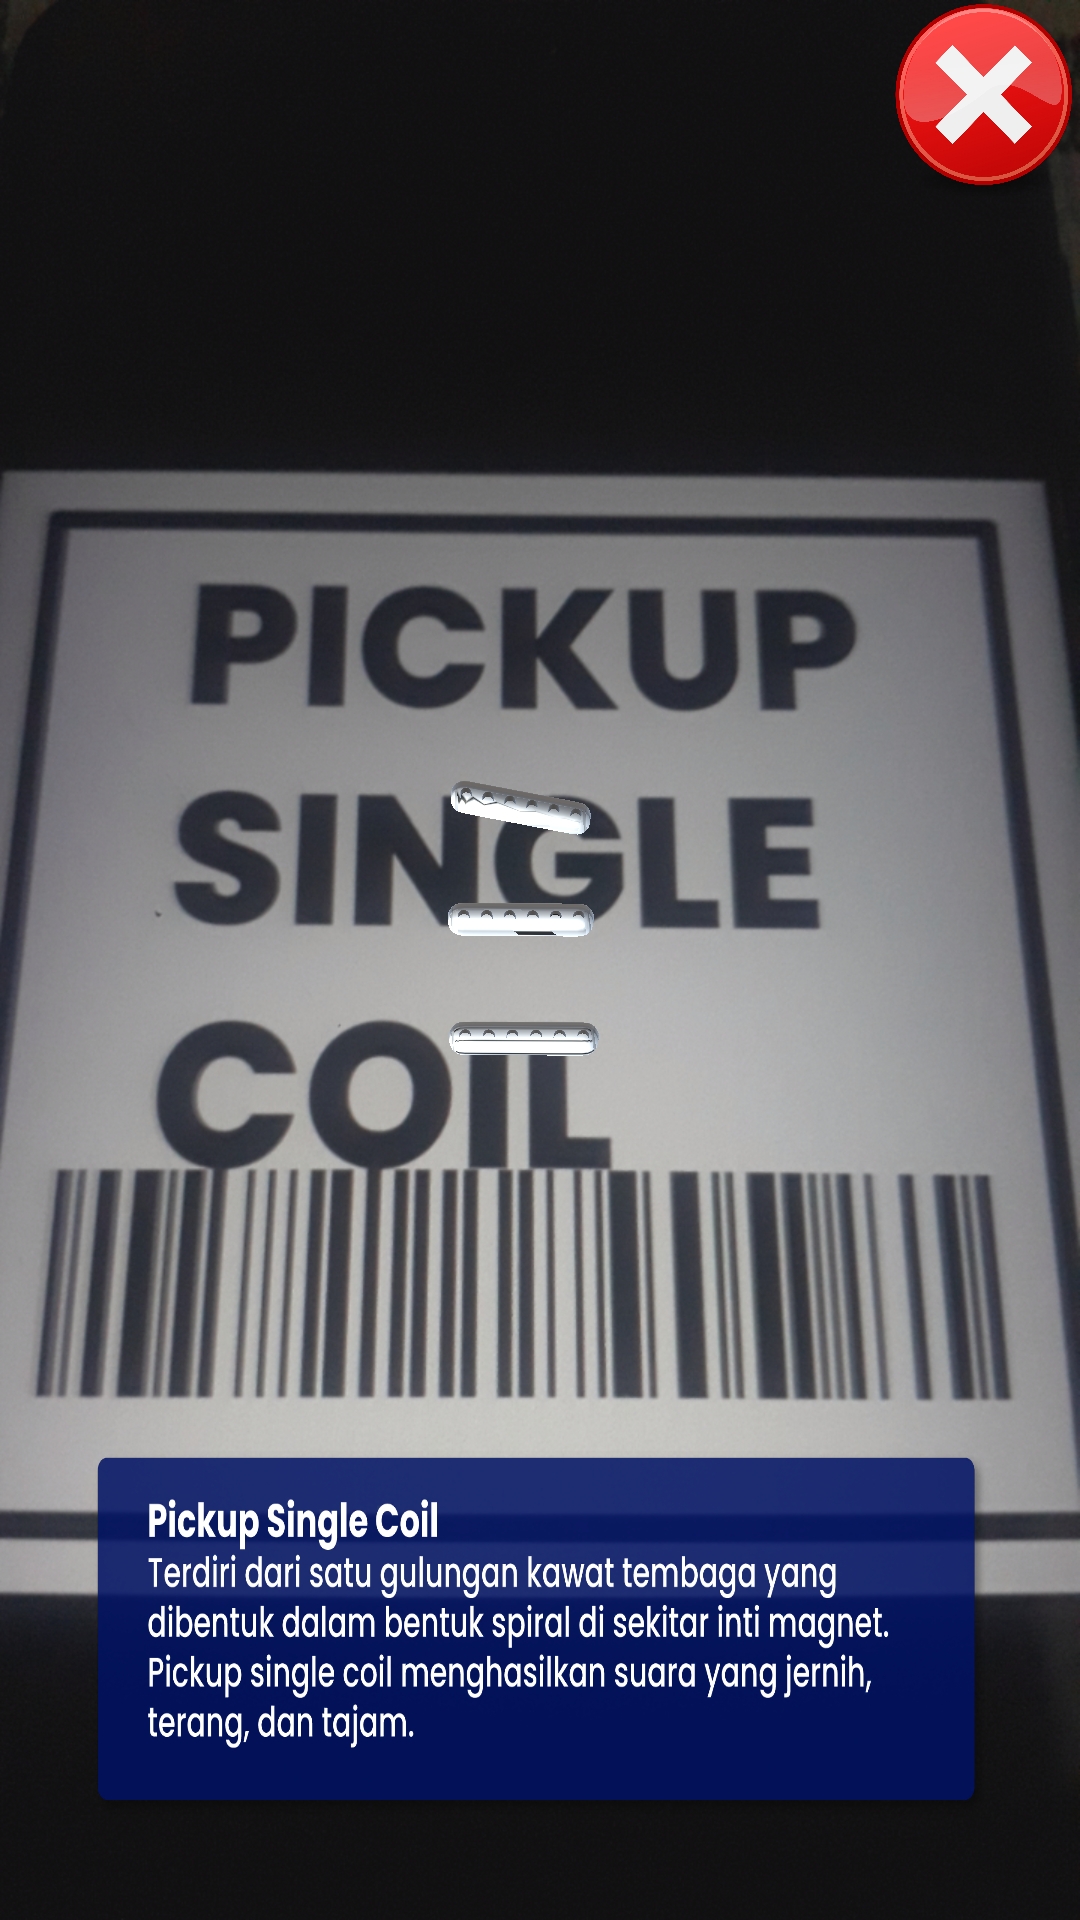 PICKUP
SINGLE
COIL
Pickup Single Coil
Terdiri dari satu gulungan kawat tembaga yang
dibentuk dalam bentuk spiral di sekitar inti magnet.
Pickup single coil menghasilkan suara yang jernih,
terang, dan tajam.